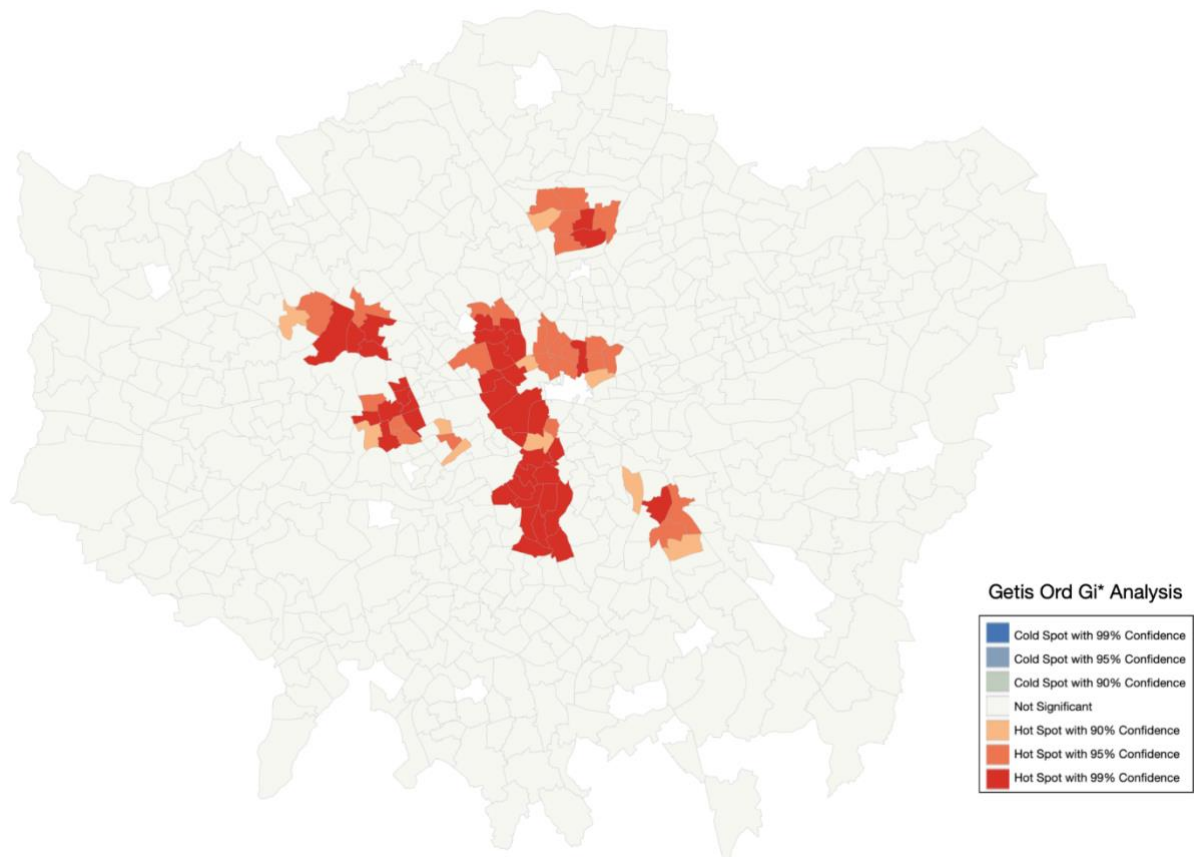 Getis Ord Gi* Analysis
Cold Spot with 99% Confidence
Cold Spot with 95% Confidence
Cold Spot with 90% Confidence
Not Significant
Hot Spot with 90% Confidence
Hot Spot with 95% Confidence
Hot Spot with 99% Confidence